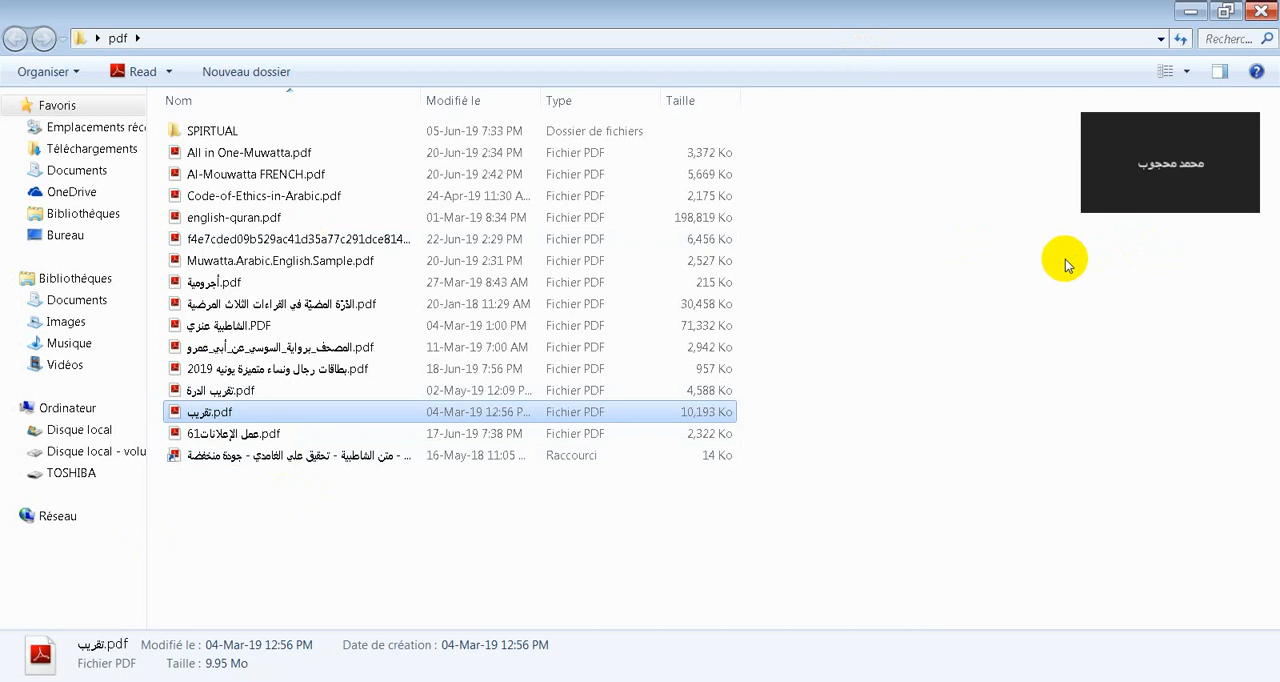 pdf
Recherc...
Organiser
Read
Nouveau dossier
Nom Modifié le Type Taille
Favoris
Emplacements réc
Téléchargements
Documents
OneDrive
Bibliothèques
Bureau
Bibliothèques
Documents
Images
Musique
Vidéos
Ordinateur
Disque local
Disque local - volu
TOSHIBA
Réseau
SPIRTUAL 05-Jun-19 7:33 PM Dossier de fichiers
All in One-Muwatta.pdf 20-Jun-19 2:34 PM Fichier PDF 3,372 Ko
Al-Mouwatta FRENCH.pdf 20-Jun-19 2:42 PM Fichier PDF 5,669 Ko
Code-of-Ethics-in-Arabic.pdf 24-Apr-19 11:30 A... Fichier PDF 2,175 Ko
english-quran.pdf 01-Mar-19 8:34 PM Fichier PDF 198,819 Ko
f4e7cded09b529ac41d35a77c291dce814... 22-Jun-19 2:29 PM Fichier PDF 6,456 Ko
Muwatta.Arabic.English.Sample.pdf 20-Jun-19 2:31 PM Fichier PDF 2,527 Ko
أجرومية.pdf 27-Mar-19 8:43 AM Fichier PDF 215 Ko
الدّرّة المضيّة في القراءات الثلاث المرضية.pdf 20-Jan-18 11:29 AM Fichier PDF 30,458 Ko
الشاطبية عنزي.PDF 04-Mar-19 1:00 PM Fichier PDF 71,332 Ko
المصحف_برواية_السوسي_عن_أبي_عمرو.pdf 11-Mar-19 7:00 AM Fichier PDF 2,942 Ko
بطاقات رجال ونساء متميزة يونيه 2019.pdf 18-Jun-19 7:56 PM Fichier PDF 957 Ko
تقريب الدرة.pdf 02-May-19 12:09 P... Fichier PDF 4,588 Ko
تقريب.pdf 04-Mar-19 12:56 P... Fichier PDF 10,193 Ko
عمل الإعلانات61.pdf 17-Jun-19 7:38 PM Fichier PDF 2,322 Ko
متن الشاطبية - تحقيق علي الغامدي - جودة منخفضة - ... 16-May-18 11:05 ... Raccourci 14 Ko
محمد محجوب
تقريب.pdf Modifié le : 04-Mar-19 12:56 PM Date de création : 04-Mar-19 12:56 PM
Fichier PDF Taille : 9.95 Mo